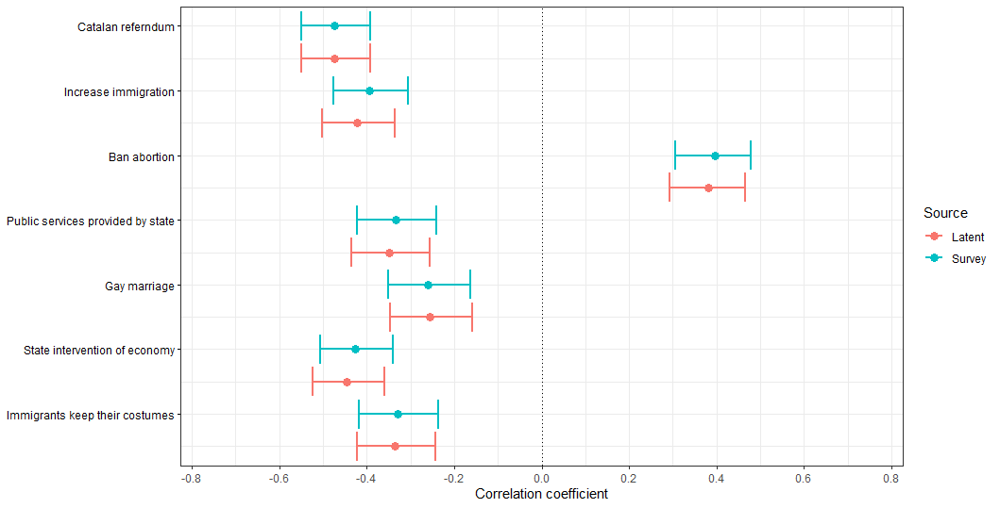 Catalan referndum
Increase immigration
Ban abortion
Public services provided by state
Gay marriage
State intervention of economy
Immigrants keep their costumes
-0.8 -0.6 -0.4 -0.2 0.0 0.2 0.4 0.6 0.8
Correlation coefficient
Source
Latent
Survey